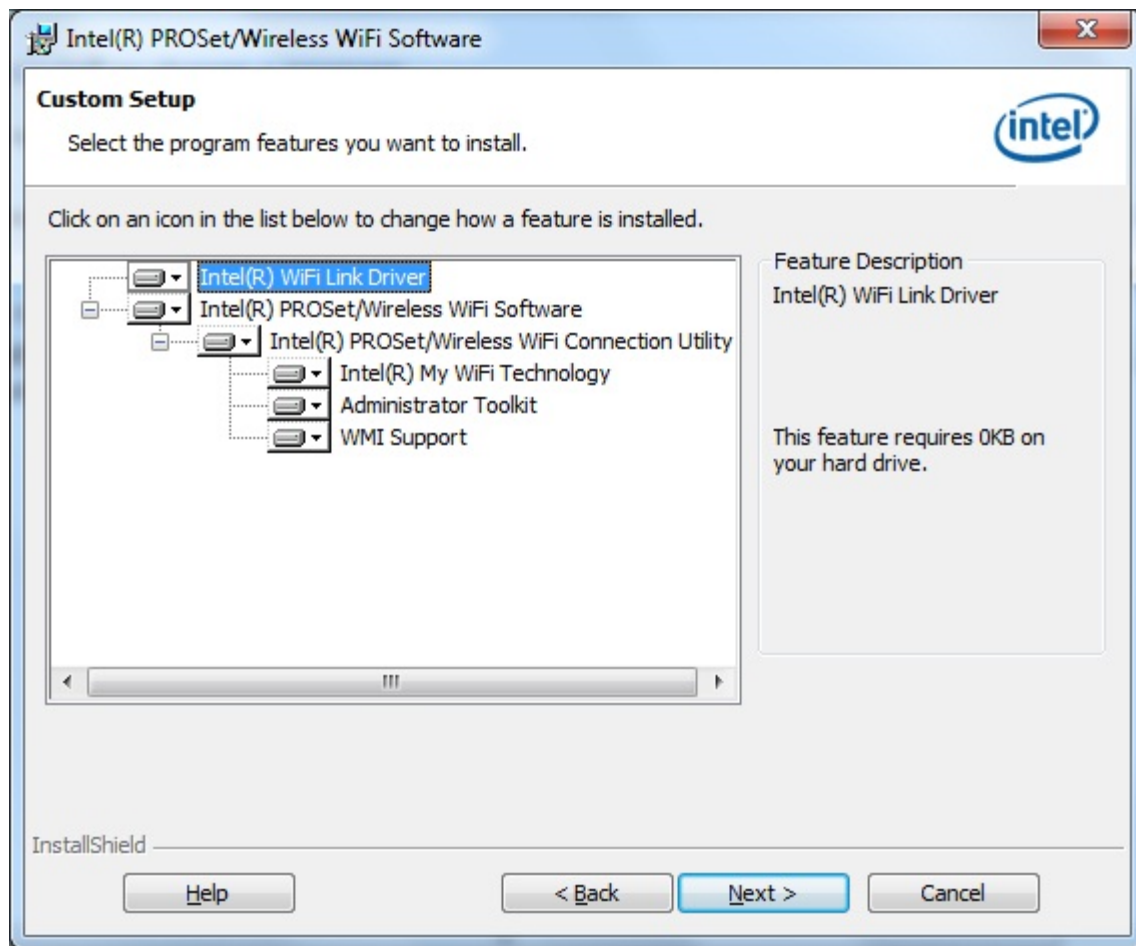 Intel(R) PROSet/Wireless WiFi Software
Custom Setup
Select the program features you want to install.
intel
Click on an icon in the list below to change how a feature is installed.
Intel(R) WiFi Link Driver
Intel(R) PROSet/Wireless WiFi Software
Intel(R) PROSet/Wireless WiFi Connection Utility
Intel(R) My WiFi Technology
Administrator Toolkit
WMI Support
Feature Description
Intel(R) WiFi Link Driver
This feature requires 0KB on
your hard drive.
InstallShield
Help
< Back
Next >
Cancel